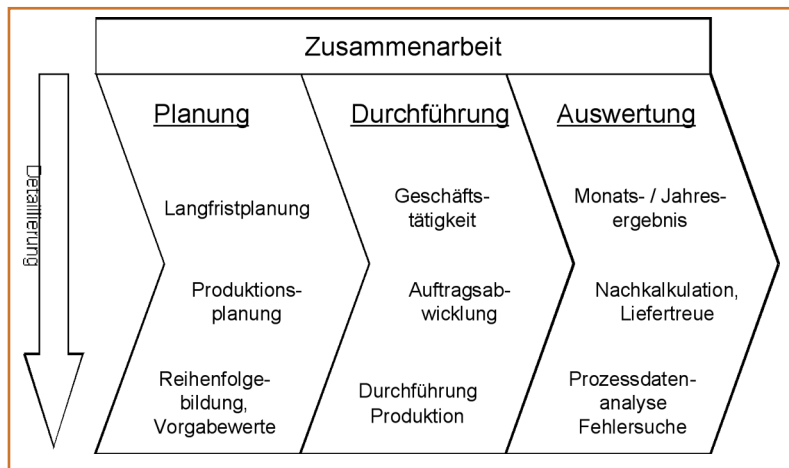 Zusammenarbeit
Detaillierung
Planung
Langfristplanung
Produktions-
planung
Reihenfolge-
bildung,
Vorgabewerte
Durchführung
Geschäfts-
tätigkeit
Auftragsab-
wicklung
Durchführung
Produktion
Auswertung
Monats- / Jahres-
ergebnis
Nachkalkulation,
Liefertreue
Prozessdaten-
analyse
Fehlersuche